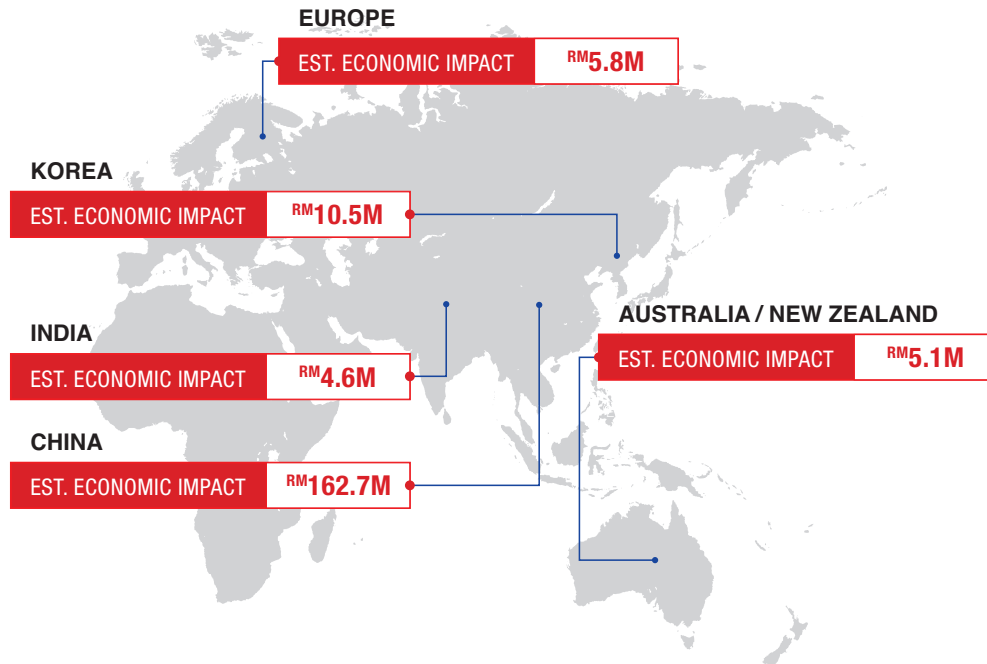 EUROPE
EST. ECONOMIC IMPACT RM5.8M
KOREA
EST. ECONOMIC IMPACT RM10.5M
AUSTRALIA / NEW ZEALAND
EST. ECONOMIC IMPACT RM5.1M
INDIA
EST. ECONOMIC IMPACT RM4.6M
CHINA
EST. ECONOMIC IMPACT RM162.7M